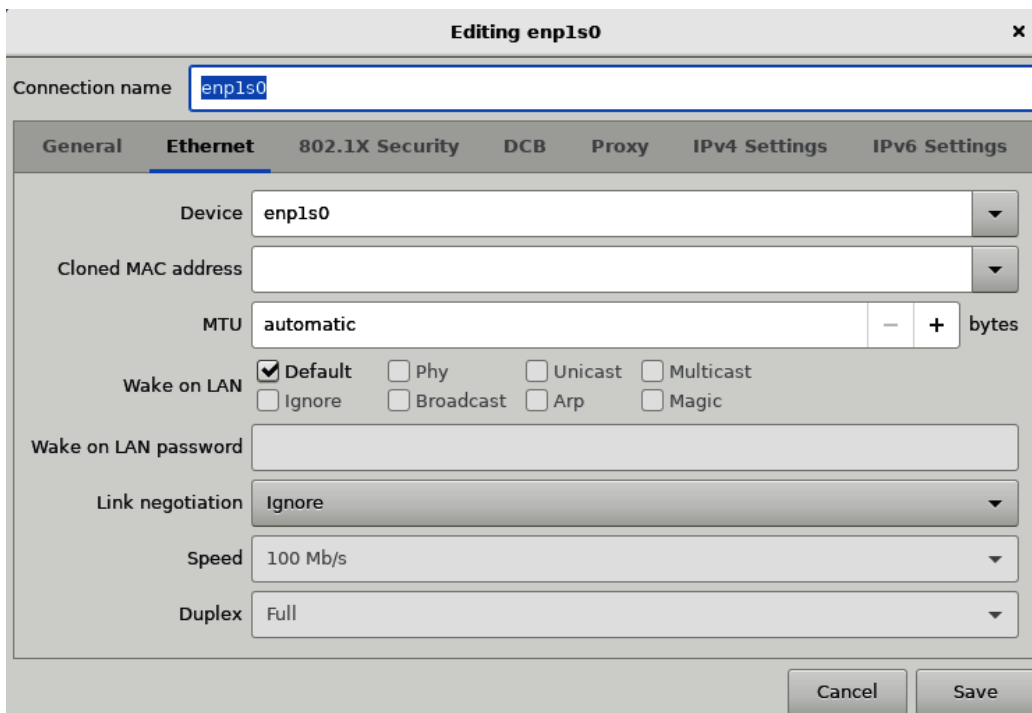 Editing enp1s0
Connection name enp1s0
General Ethernet 802.1X Security DCB Proxy IPv4 Settings IPv6 Settings
Device enp1s0
Cloned MAC address
MTU automatic bytes
Wake on LAN Default Phy Unicast Multicast
Ignore Broadcast Arp Magic
Wake on LAN password
Link negotiation Ignore
Speed 100 Mb/s
Duplex Full
Cancel Save